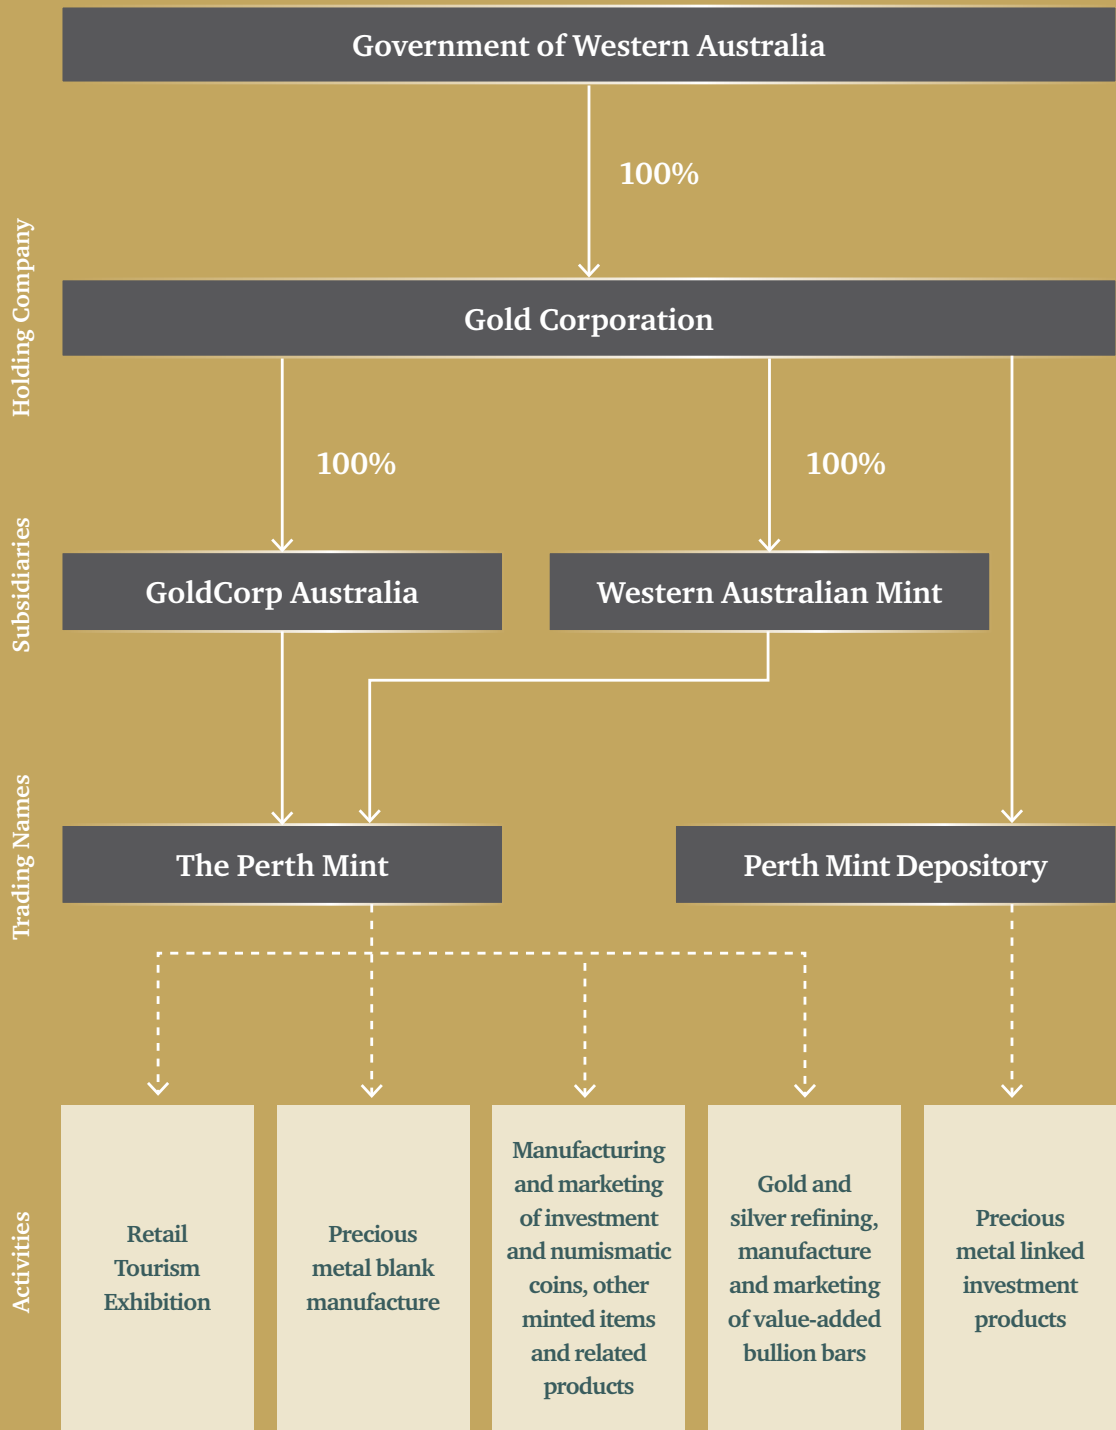 Government of Western Australia
100%
Holding Company
Gold Corporation
100%
100%
Subsidiaries
GoldCorp Australia
Western Australian Mint
Trading Names
The Perth Mint
Perth Mint Depository
Activities
Retail
Tourism
Exhibition
Precious
metal blank
manufacture
Manufacturing
and marketing
of investment
and numismatic
coins, other
minted items
and related
products
Gold and
silver refining,
manufacture
and marketing
of value-added
bullion bars
Precious
metal linked
investment
products